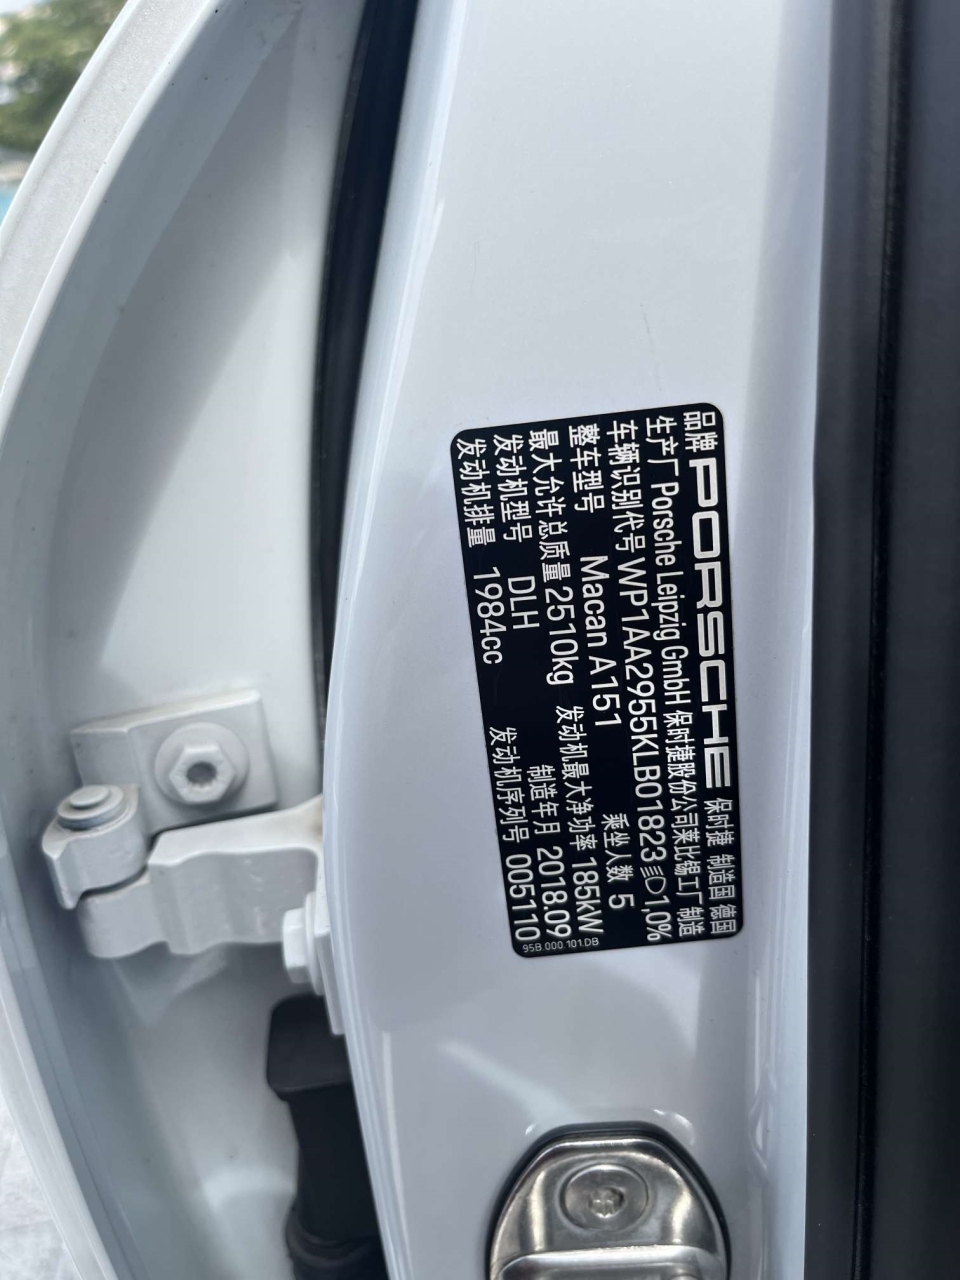 品牌 PORSCHE 保时捷 制造国 德国
生产厂 Porsche Leipzig GmbH 保时捷股份公司莱比锡工厂 制造
车辆识别代号 WP1AA2955KLB01823 1,0%
整车型号 Macan A151 乘坐人数 5
最大允许总质量 2510kg 发动机最大净功率 185kW
发动机型号 DLH 制造年月 2018.09
发动机排量 1984cc 发动机序列号 005110
95B.000.101.DB